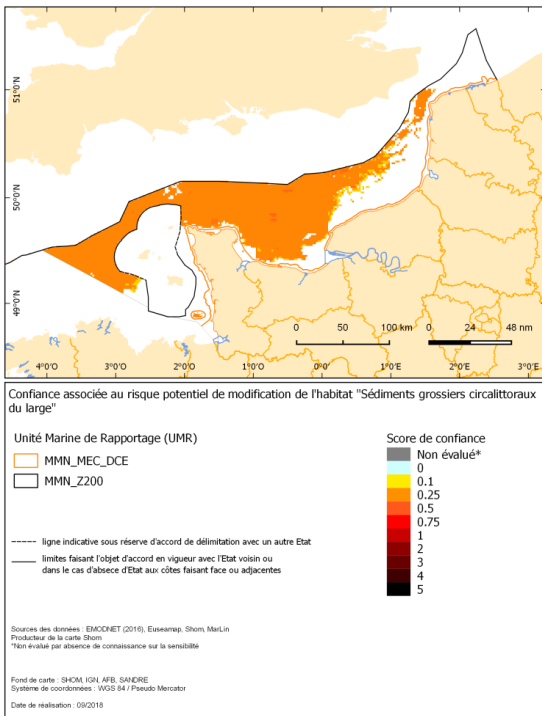 51°0'N
50°0'N
49°0'N
0 50 100 km 0 24 48 nm
4°0'O 3°0'O 2°0'O 1°0'O 0°0' 1°0'E 2°0'E 3°0'E
Confiance associée au risque potentiel de modification de l'habitat "Sédiments grossiers circalittoraux
du large"
Unité Marine de Rapportage (UMR)
MMN_MEC_DCE
MMN_Z200
Score de confiance
Non évalué*
0
0.1
0.25
0.5
0.75
1
2
3
4
5
ligne indicative sous réserve d'accord de délimitation avec un autre Etat
limites faisant l'objet d'accord en vigueur avec l'Etat voisin ou
dans le cas d'absece d'Etat aux côtes faisant face ou adjacentes
Sources des données : EMODNET (2016), Euseamap, Shom, MarLin
Producteur de la carte Shom
*Non évalué par absence de connaissance sur la sensibilité
Fond de carte : SHOM, IGN, AFB, SANDRE
Système de coordonnées : WGS 84 / Pseudo Mercator
Date de réalisation : 09/2018